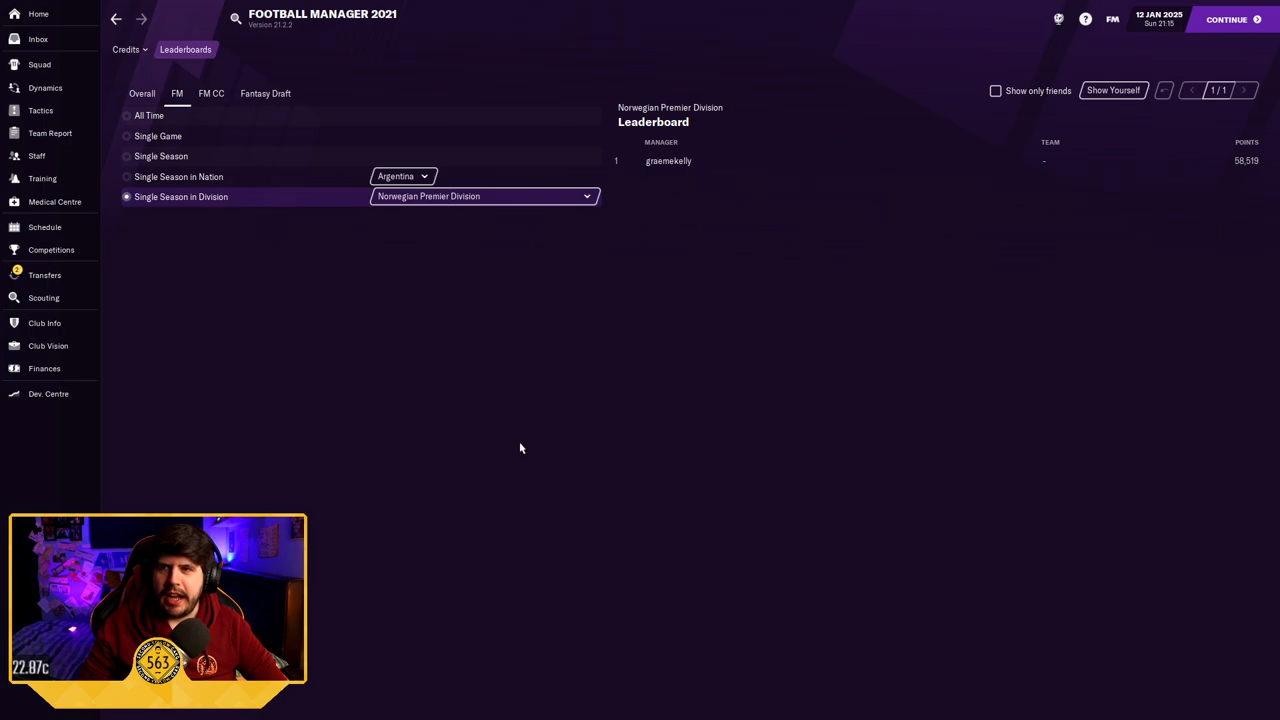 Home
Inbox
Squad
Dynamics
Tactics
Team Report
Staff
Training
Medical Centre
Schedule
Competitions
2
Transfers
Scouting
Club Info
Club Vision
Finances
Dev. Centre
FOOTBALL MANAGER 2021
Version 21.2.2
? FM 12 JAN 2025 CONTINUE
Sun 21:15
Credits Leaderboards
Overall FM FM CC Fantasy Draft
Show only friends Show Yourself 1 / 1
All Time
Single Game
Single Season
Single Season in Nation Argentina
Single Season in Division Norwegian Premier Division
Norwegian Premier Division
Leaderboard
MANAGER TEAM POINTS
1 graemekelly - 58,519
22.87c
563